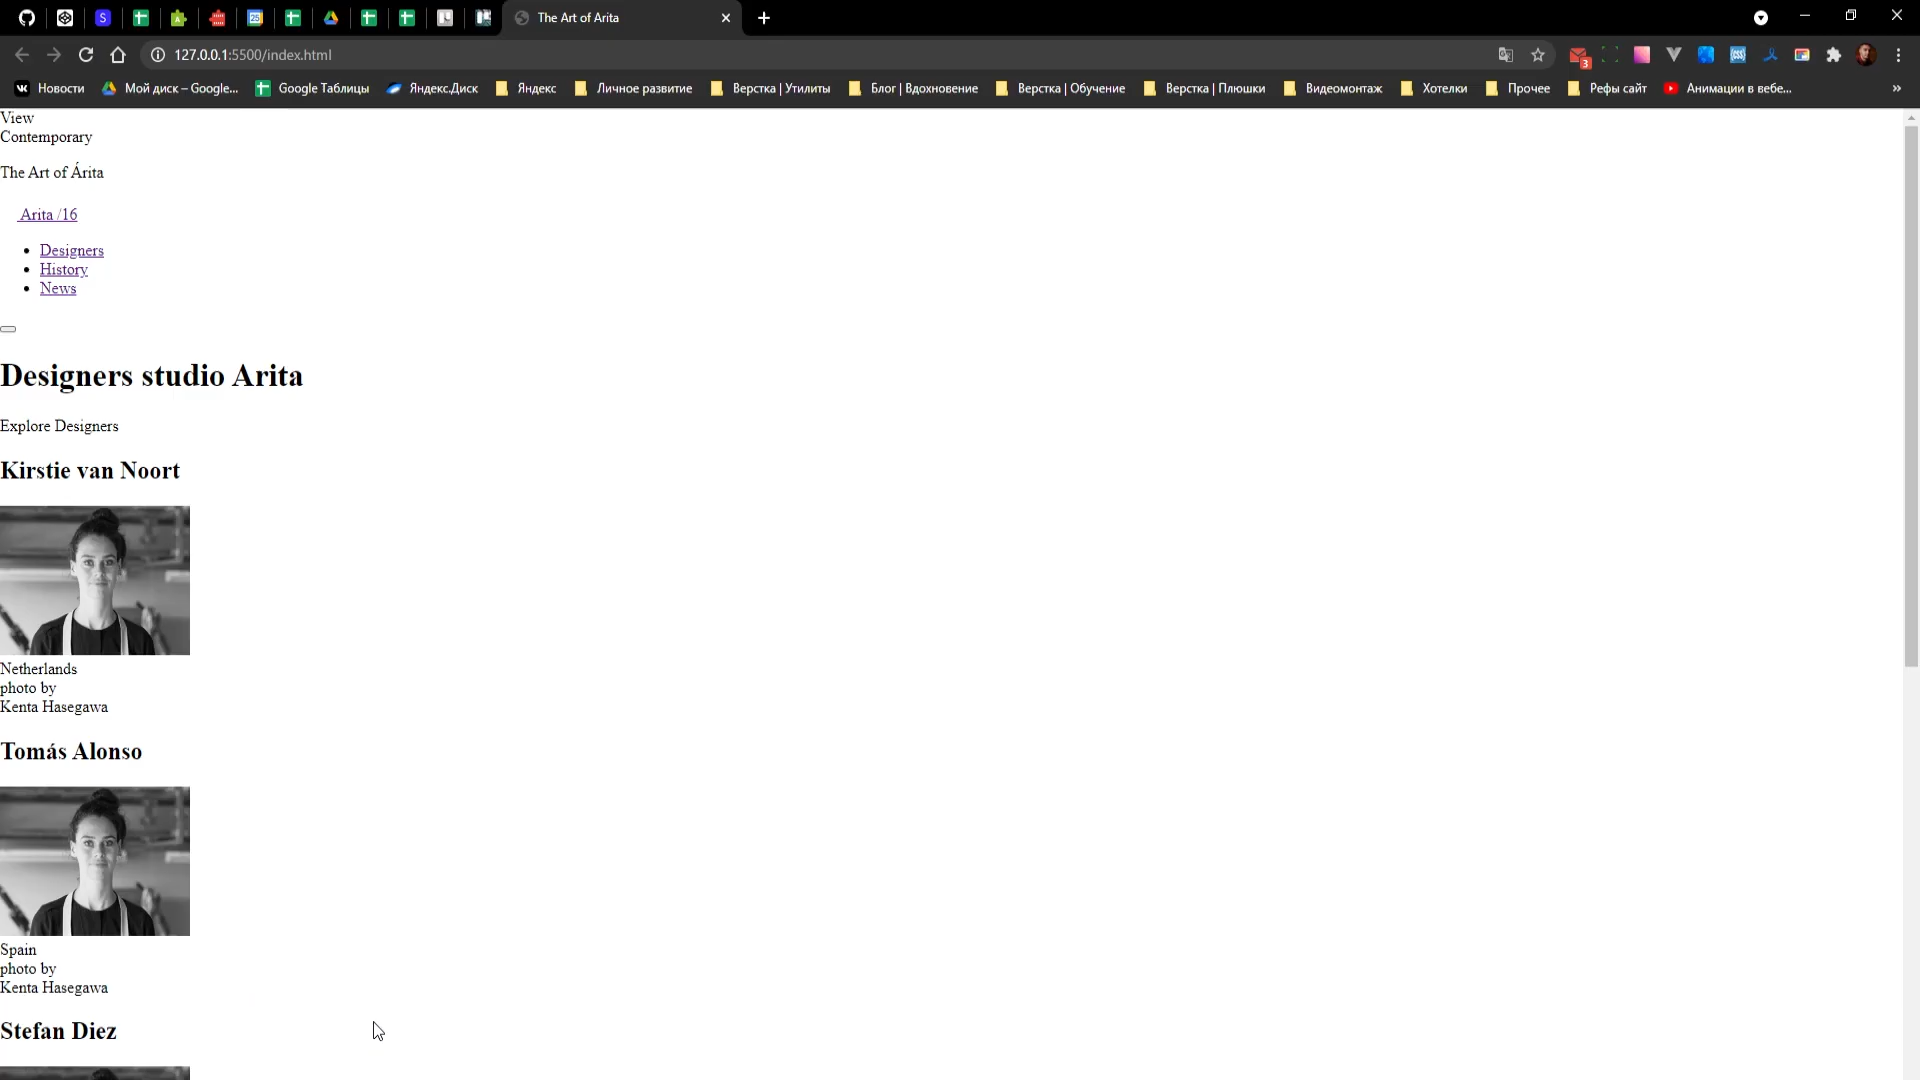 S
A
25
The Art of Arita
127.0.0.1:5500/index.html
3
CSS
Новости
Мой диск – Google...
Google Таблицы
Яндекс.Диск
Яндекс
Личное развитие
Верстка | Утилиты
Блог | Вдохновение
Верстка | Обучение
Верстка | Плюшки
Видеомонтаж
Хотелки
Прочее
Рефы сайт
Анимации в вебе...
»
View
Contemporary
The Art of Árita
Arita /16
Designers
History
News
Designers studio Arita
Explore Designers
Kirstie van Noort
Netherlands
photo by
Kenta Hasegawa
Tomás Alonso
Spain
photo by
Kenta Hasegawa
Stefan Diez